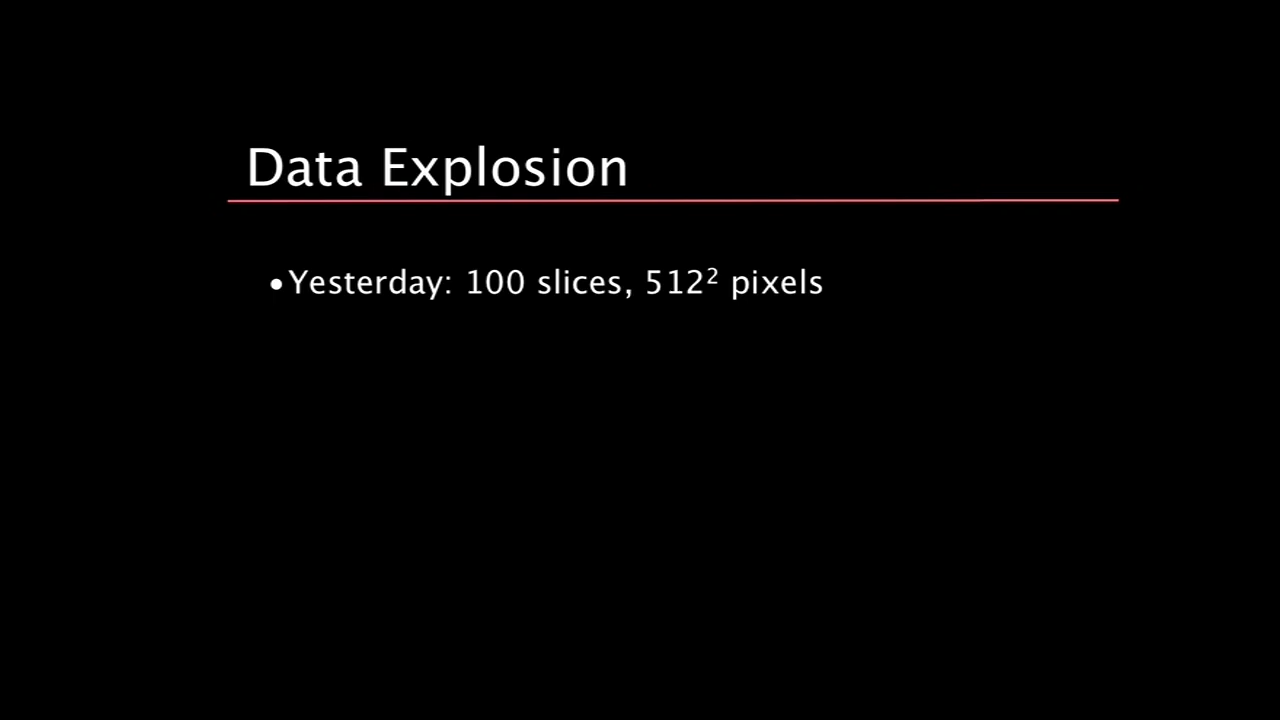 Data Explosion
•Yesterday: 100 slices, 512² pixels